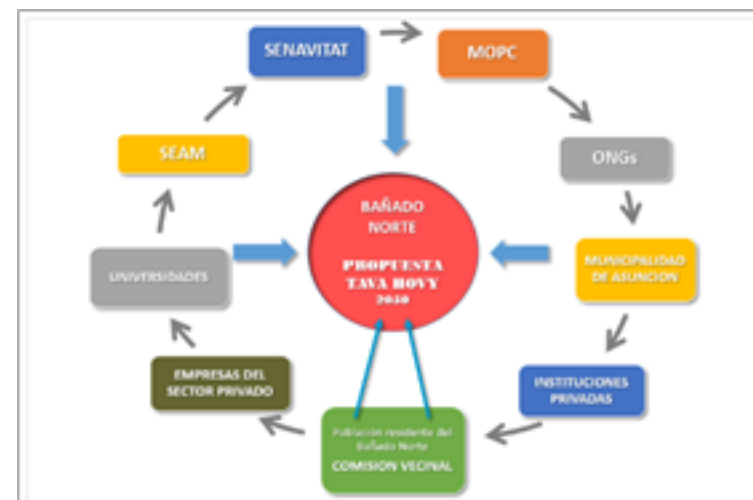 SENAVITAT
MOPC
SEAM
ONGs
BAÑADO
NORTE
PROPUESTA
TAVA HOVY
2030
UNIVERSIDADES
MUNICIPALIDAD
DE ASUNCION
EMPRESAS DEL
SECTOR PRIVADO
INSTITUCIONES
PRIVADAS
Población residente del
Bañado Norte
COMISION VECINAL